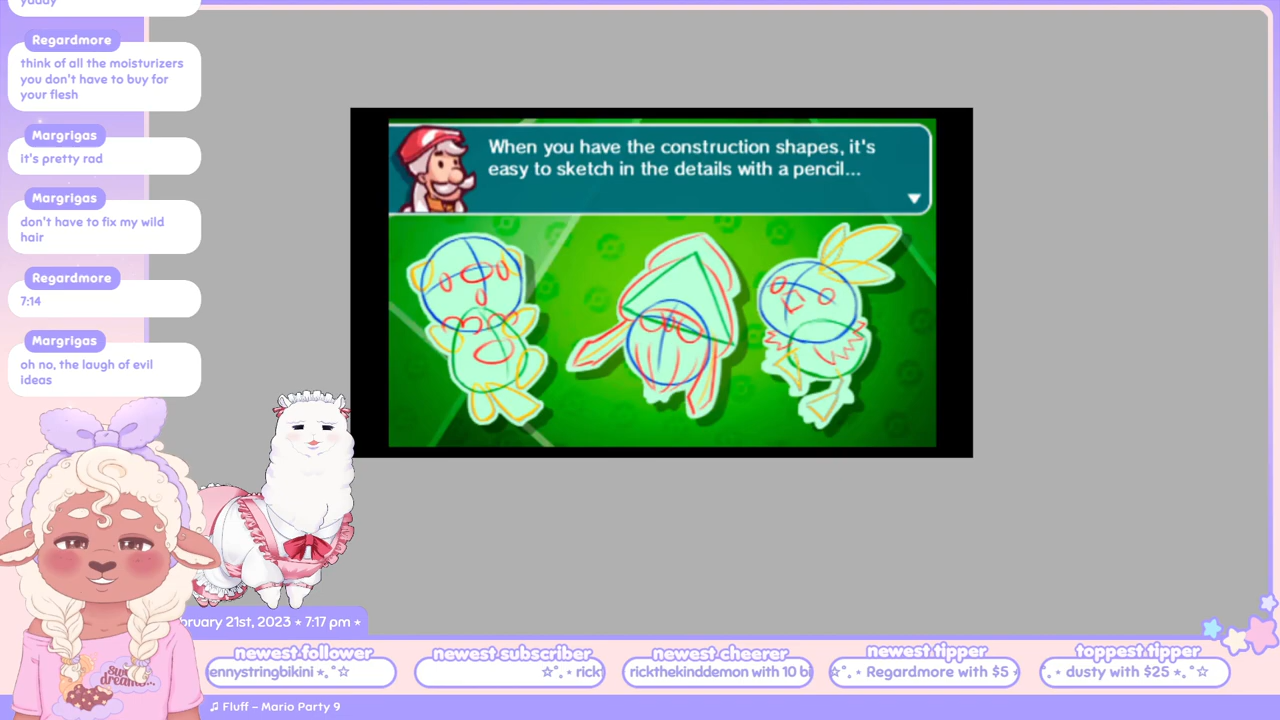 yaday
Regardmore
think of all the moisturizers
you don't have to buy for
your flesh
Margrigas
it's pretty rad
Margrigas
don't have to fix my wild
hair
Regardmore
7:14
Margrigas
oh no, the laugh of evil
ideas
When you have the construction shapes, it's
easy to sketch in the details with a pencil...
bruary 21st, 2023 ⋆ 7:17 pm ⋆
newest follower
ennystringbikini ⋆｡˚☆
newest subscriber
☆˚｡⋆ rick
newest cheerer
rickthekinddemon with 10 bi
newest tipper
☆˚｡⋆ Regardmore with $5 ⋆
toppest tipper
˚｡⋆ dusty with $25 ⋆｡˚☆
♫ Fluff - Mario Party 9